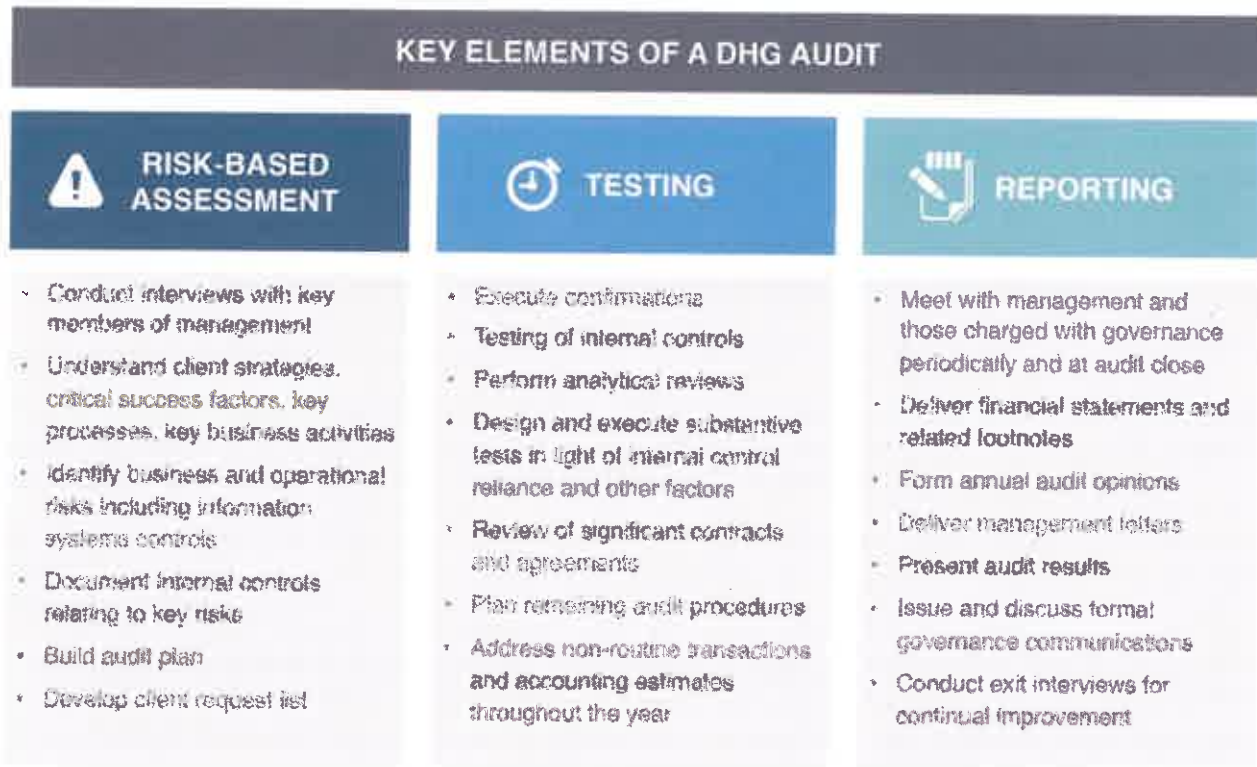 KEY ELEMENTS OF A DHG AUDIT
RISK-BASED
ASSESSMENT
• Conduct interviews with key
members of management
• Understand client strategies,
critical success factors, key
processes, key business activities
• Identify business and operational
risks including information
systems controls
• Document internal controls
relating to key risks
• Build audit plan
• Develop client request list
TESTING
• Execute confirmations
• Testing of internal controls
• Perform analytical reviews
• Design and execute substantive
tests in light of internal control
reliance and other factors
• Review of significant contracts
and agreements
• Plan remaining audit procedures
• Address non-routine transactions
and accounting estimates
throughout the year
REPORTING
• Meet with management and
those charged with governance
periodically and at audit close
• Deliver financial statements and
related footnotes
• Form annual audit opinions
• Deliver management letters
• Present audit results
• Issue and discuss formal
governance communications
• Conduct exit interviews for
continual improvement